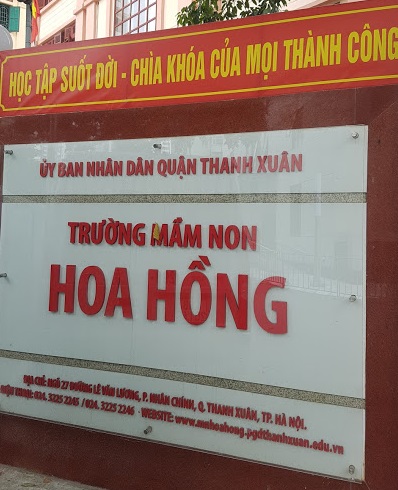 HỌC TẬP SUỐT ĐỜI - CHÌA KHÓA CỦA MỌI THÀNH CÔNG
ỦY BAN NHÂN DÂN QUẬN THANH XUÂN
TRƯỜNG MẦM NON
HOA HỒNG
ĐỊA CHỈ: NGÕ 27 ĐƯỜNG LÊ VĂN LƯƠNG, P. NHÂN CHÍNH, Q. THANH XUÂN, TP. HÀ NỘI.
ĐIỆN THOẠI: 024. 3225 2245 / 024. 3225 2246 - WEBSITE: www.mnhoahong.pgdthanhxuan.edu.vn